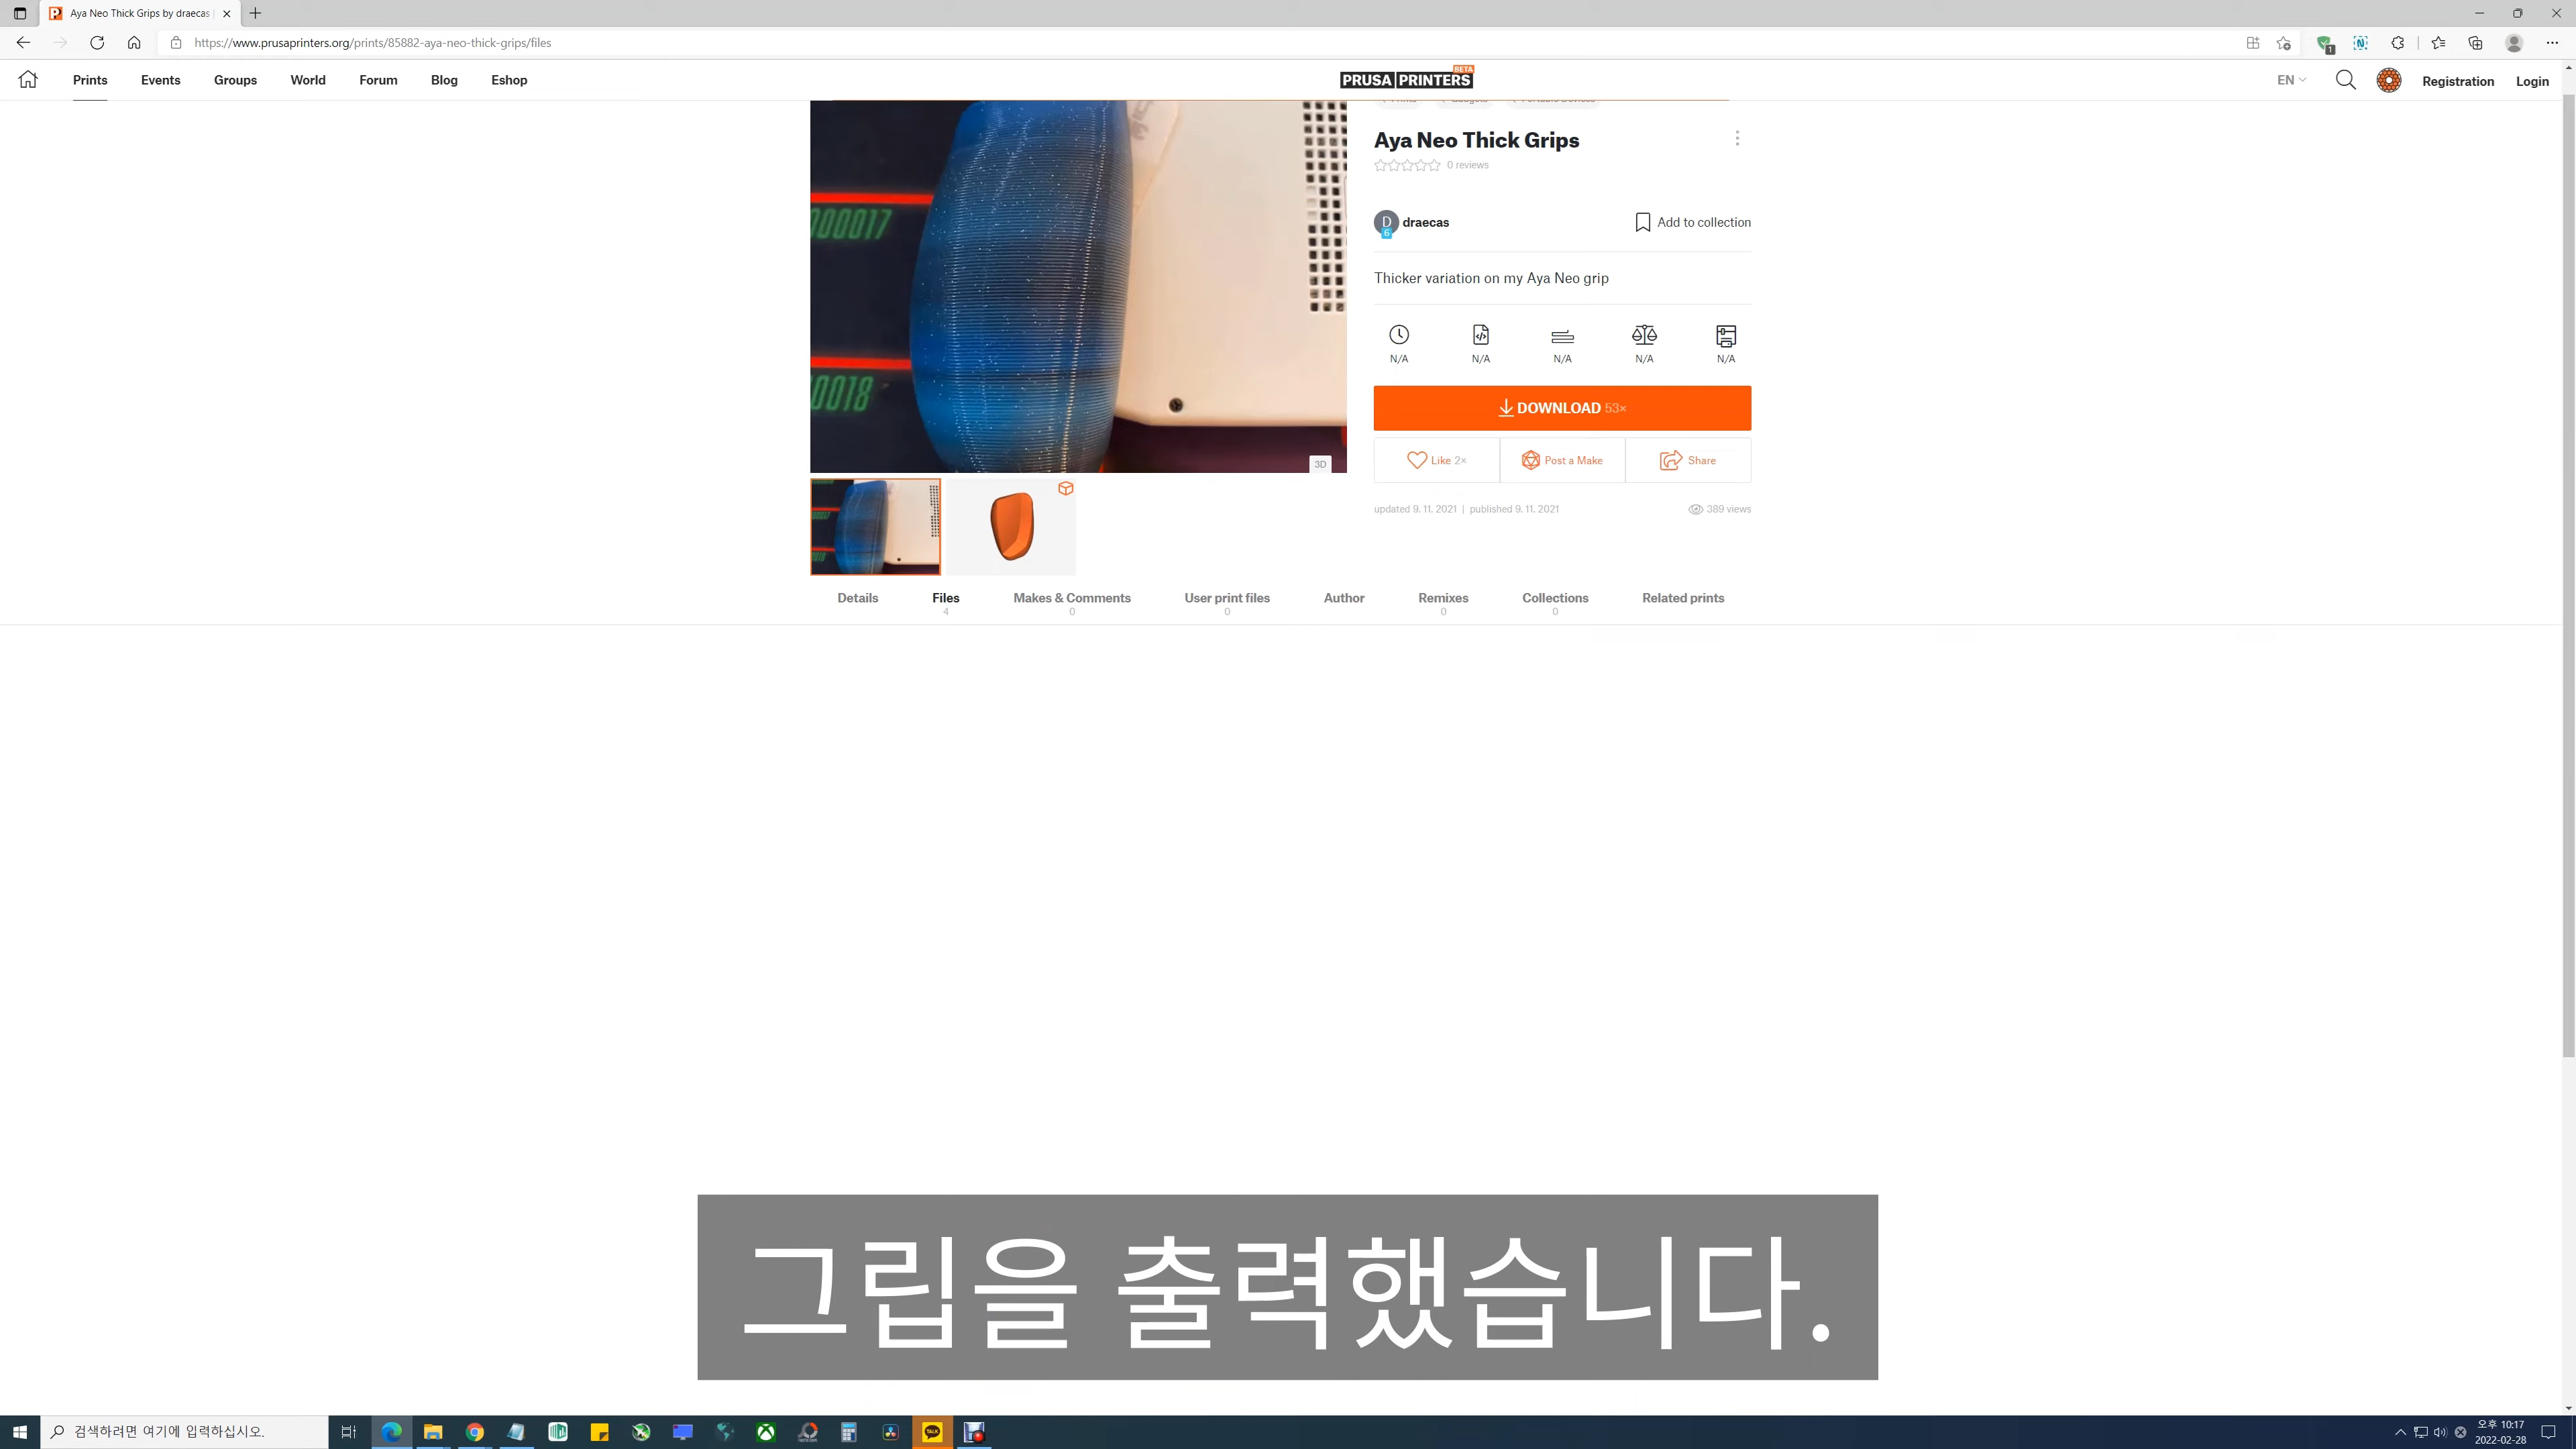 Aya Neo Thick Grips by draecas |
https://www.prusaprinters.org/prints/85882-aya-neo-thick-grips/files
1
Prints Events Groups World Forum Blog Eshop
PRUSA|PRINTERS BETA
EN
Registration Login
Aya Neo Thick Grips
0 reviews
D
6
draecas
Add to collection
Thicker variation on my Aya Neo grip
N/A N/A N/A N/A N/A
DOWNLOAD 53×
Like 2× Post a Make Share
updated 9. 11. 2021 | published 9. 11. 2021 389 views
000017
0018
3D
Details Files Makes & Comments User print files Author Remixes Collections Related prints
4 0 0 0 0
그립을 출력했습니다.
검색하려면 여기에 입력하십시오.
TALK
오후 10:17
2022-02-28